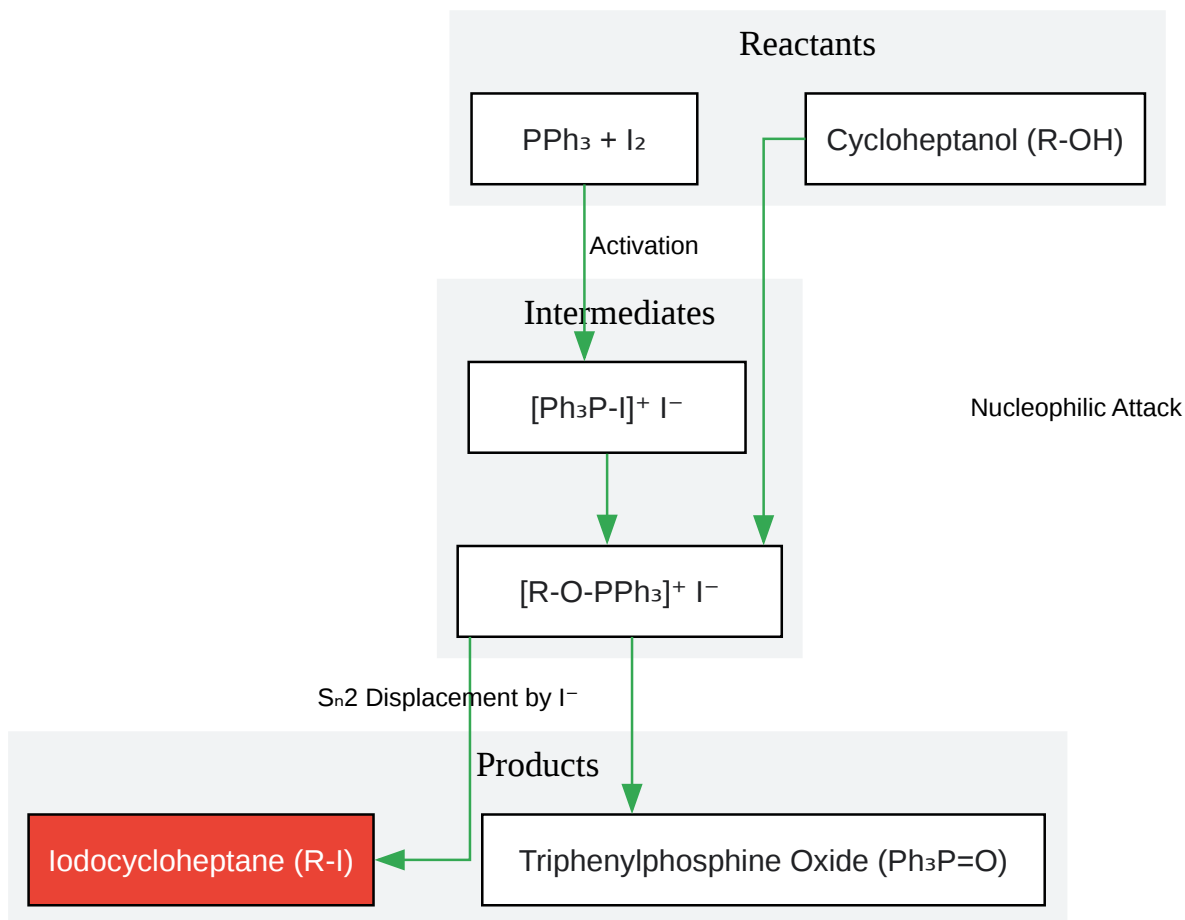 Reactants
PPh₃ + I₂
Cycloheptanol (R-OH)
Activation
Intermediates
[Ph₃P-I]⁺ I⁻
Nucleophilic Attack
[R-O-PPh₃]⁺ I⁻
Sₙ2 Displacement by I⁻
Products
Iodocycloheptane (R-I)
Triphenylphosphine Oxide (Ph₃P=O)